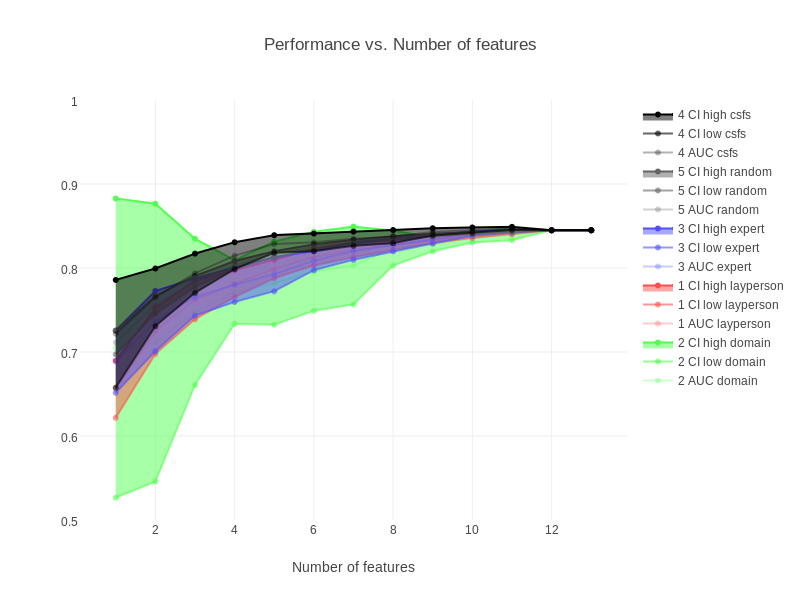 Performance vs. Number of features
1
0.9
0.8
0.7
0.6
0.5
2
4
6
8
10
12
Number of features
4 CI high csfs
4 CI low csfs
4 AUC csfs
5 CI high random
5 CI low random
5 AUC random
3 CI high expert
3 CI low expert
3 AUC expert
1 CI high layperson
1 CI low layperson
1 AUC layperson
2 CI high domain
2 CI low domain
2 AUC domain